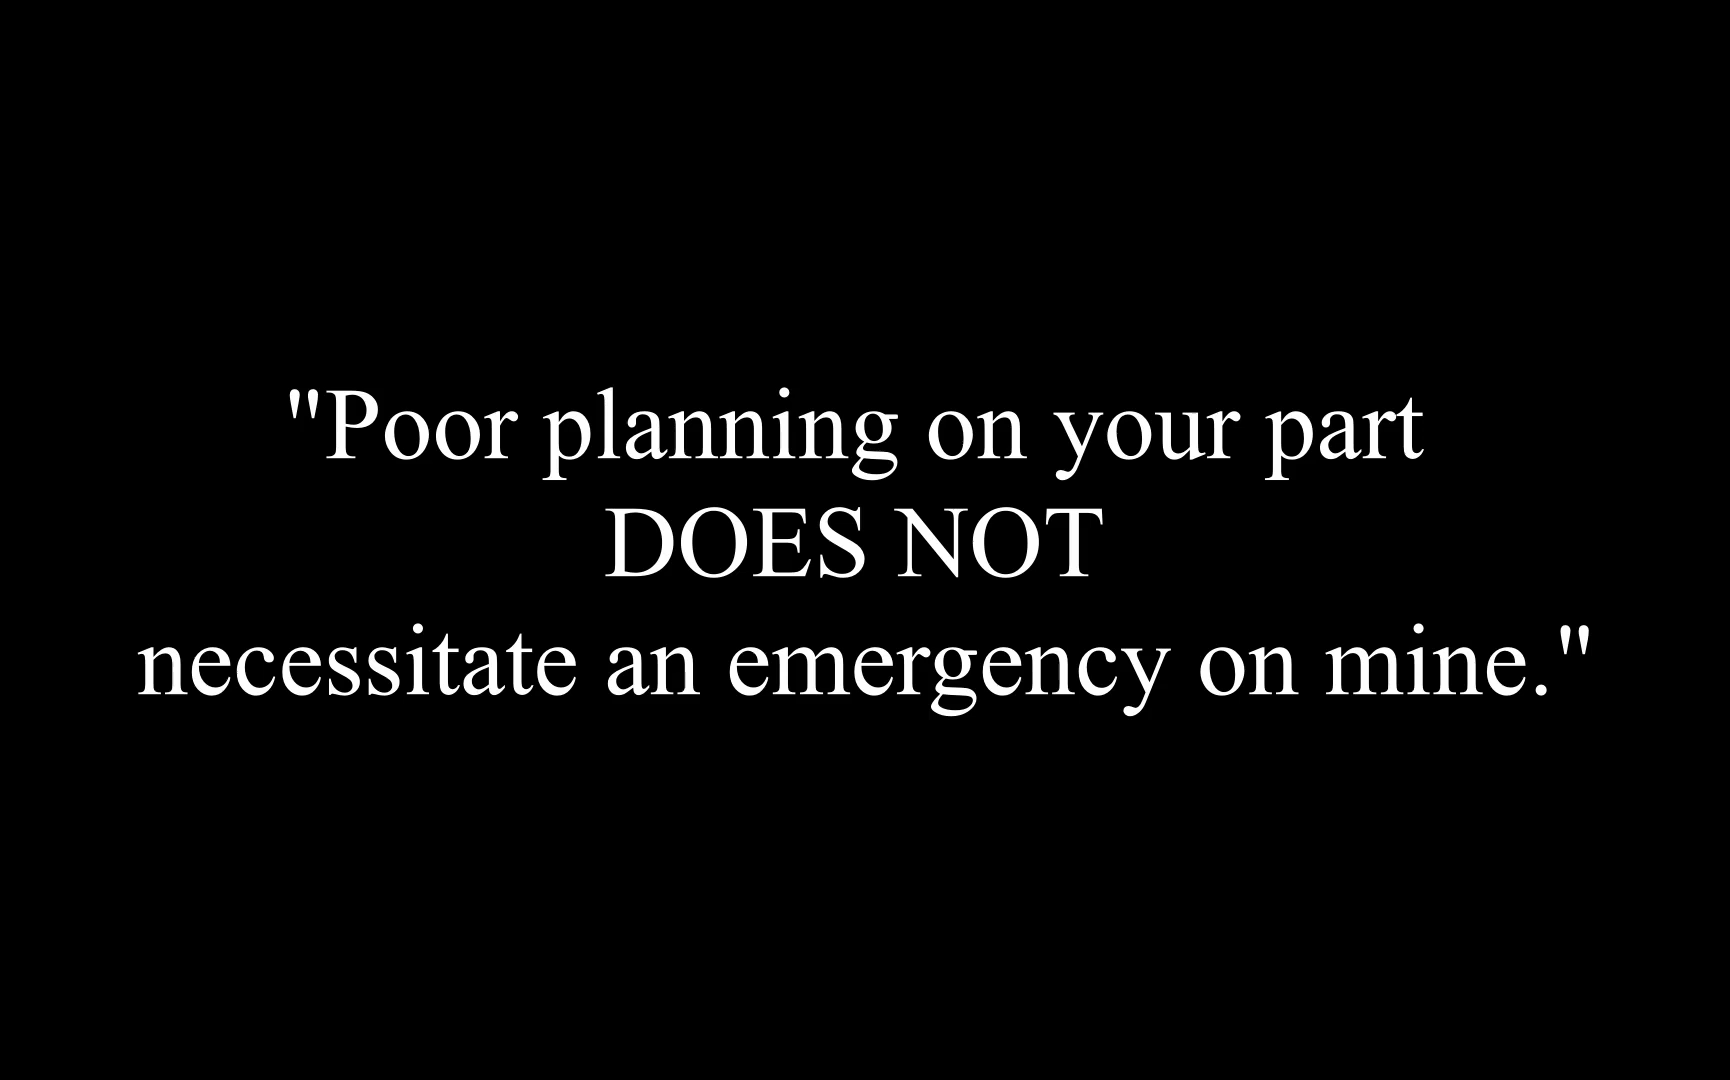 "Poor planning on your part
DOES NOT
necessitate an emergency on mine."